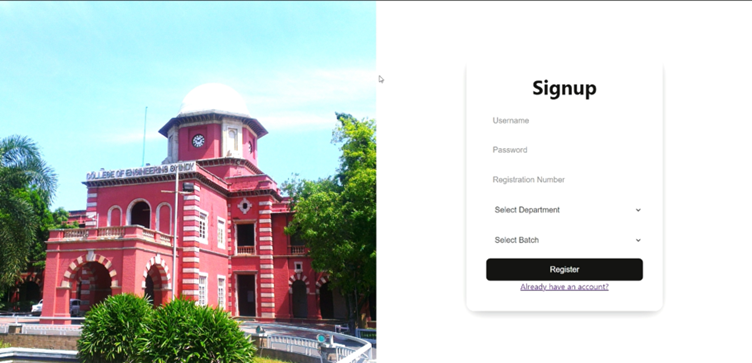 COLLEGE OF ENGINEERING GUINDY
Signup
Username
Password
Registration Number
Select Department
Select Batch
Register
Already have an account?